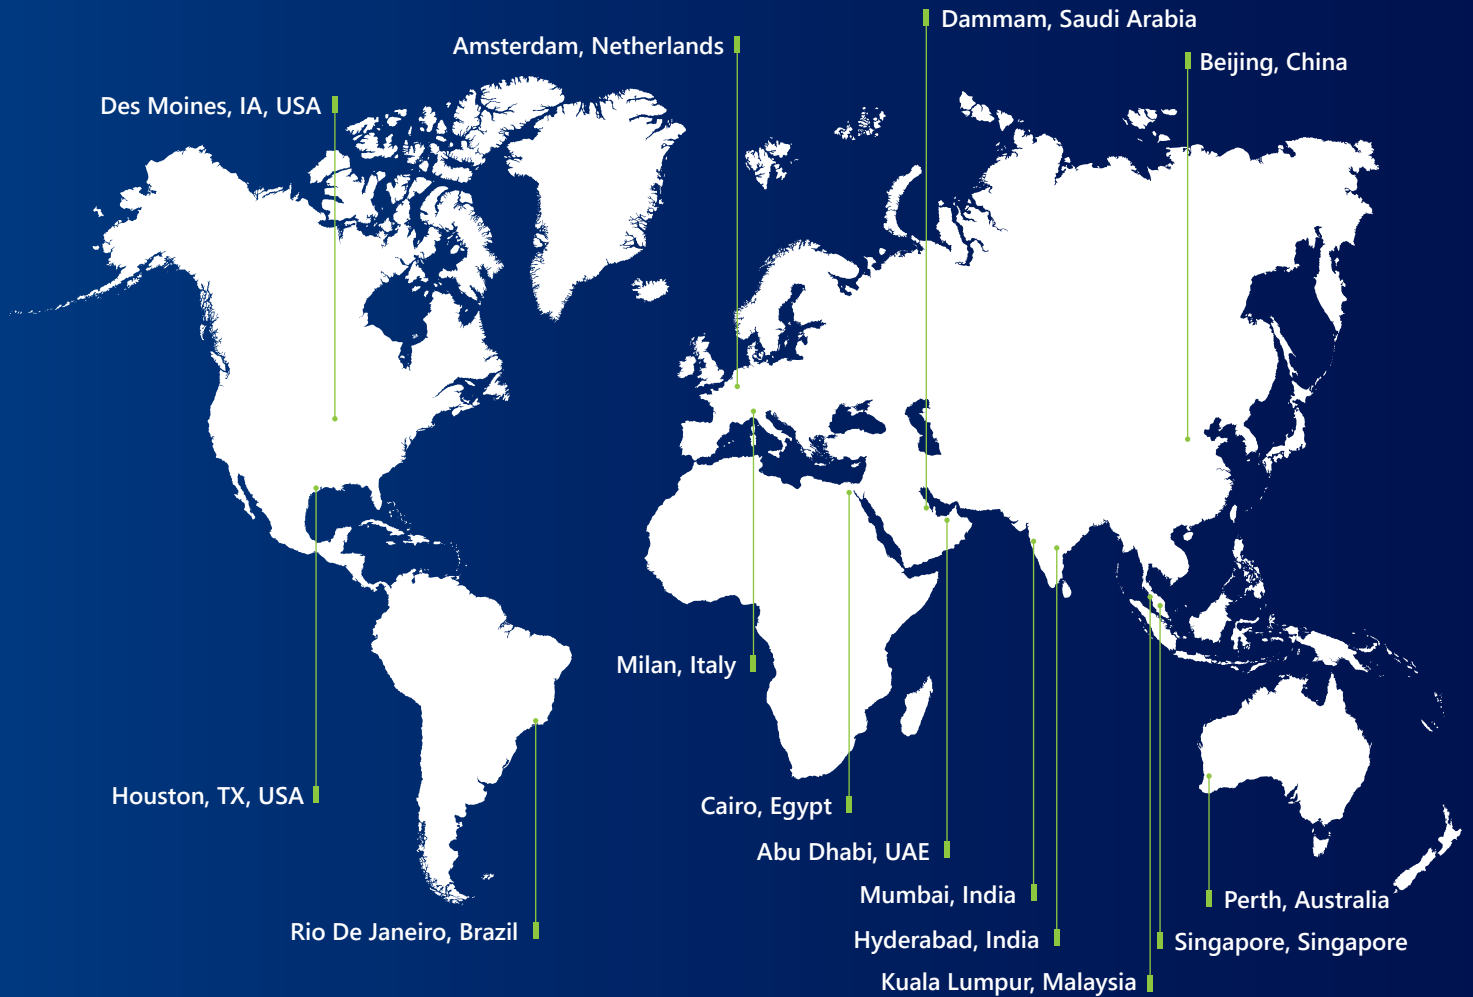 Dammam, Saudi Arabia
Amsterdam, Netherlands
Beijing, China
Des Moines, IA, USA
Milan, Italy
Houston, TX, USA
Cairo, Egypt
Abu Dhabi, UAE
Mumbai, India
Perth, Australia
Rio De Janeiro, Brazil
Hyderabad, India
Singapore, Singapore
Kuala Lumpur, Malaysia